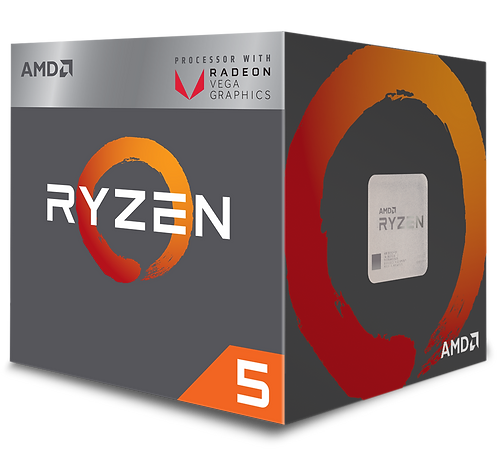 AMD
PROCESSOR WITH
RADEON
VEGA
GRAPHICS
RYZEN
5
AMD
RYZEN
AMD